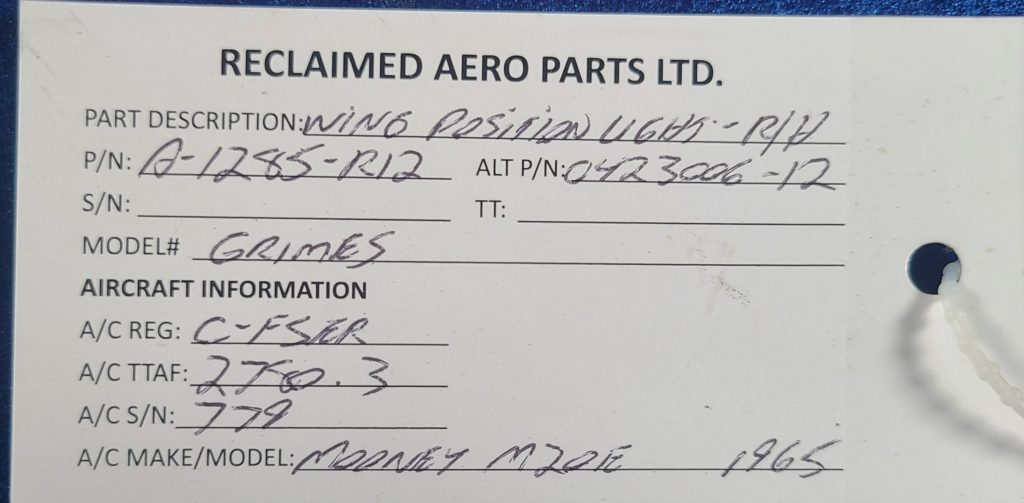 RECLAIMED AERO PARTS LTD.
PART DESCRIPTION: WING POSITION LIGHT - R/H
P/N: A-1285-R12 ALT P/N: 0423006-12
S/N: TT:
MODEL# GRIMES
AIRCRAFT INFORMATION
A/C REG: C-FSER
A/C TTAF: 2750.3
A/C S/N: 779
A/C MAKE/MODEL: MOONEY M20E 1965